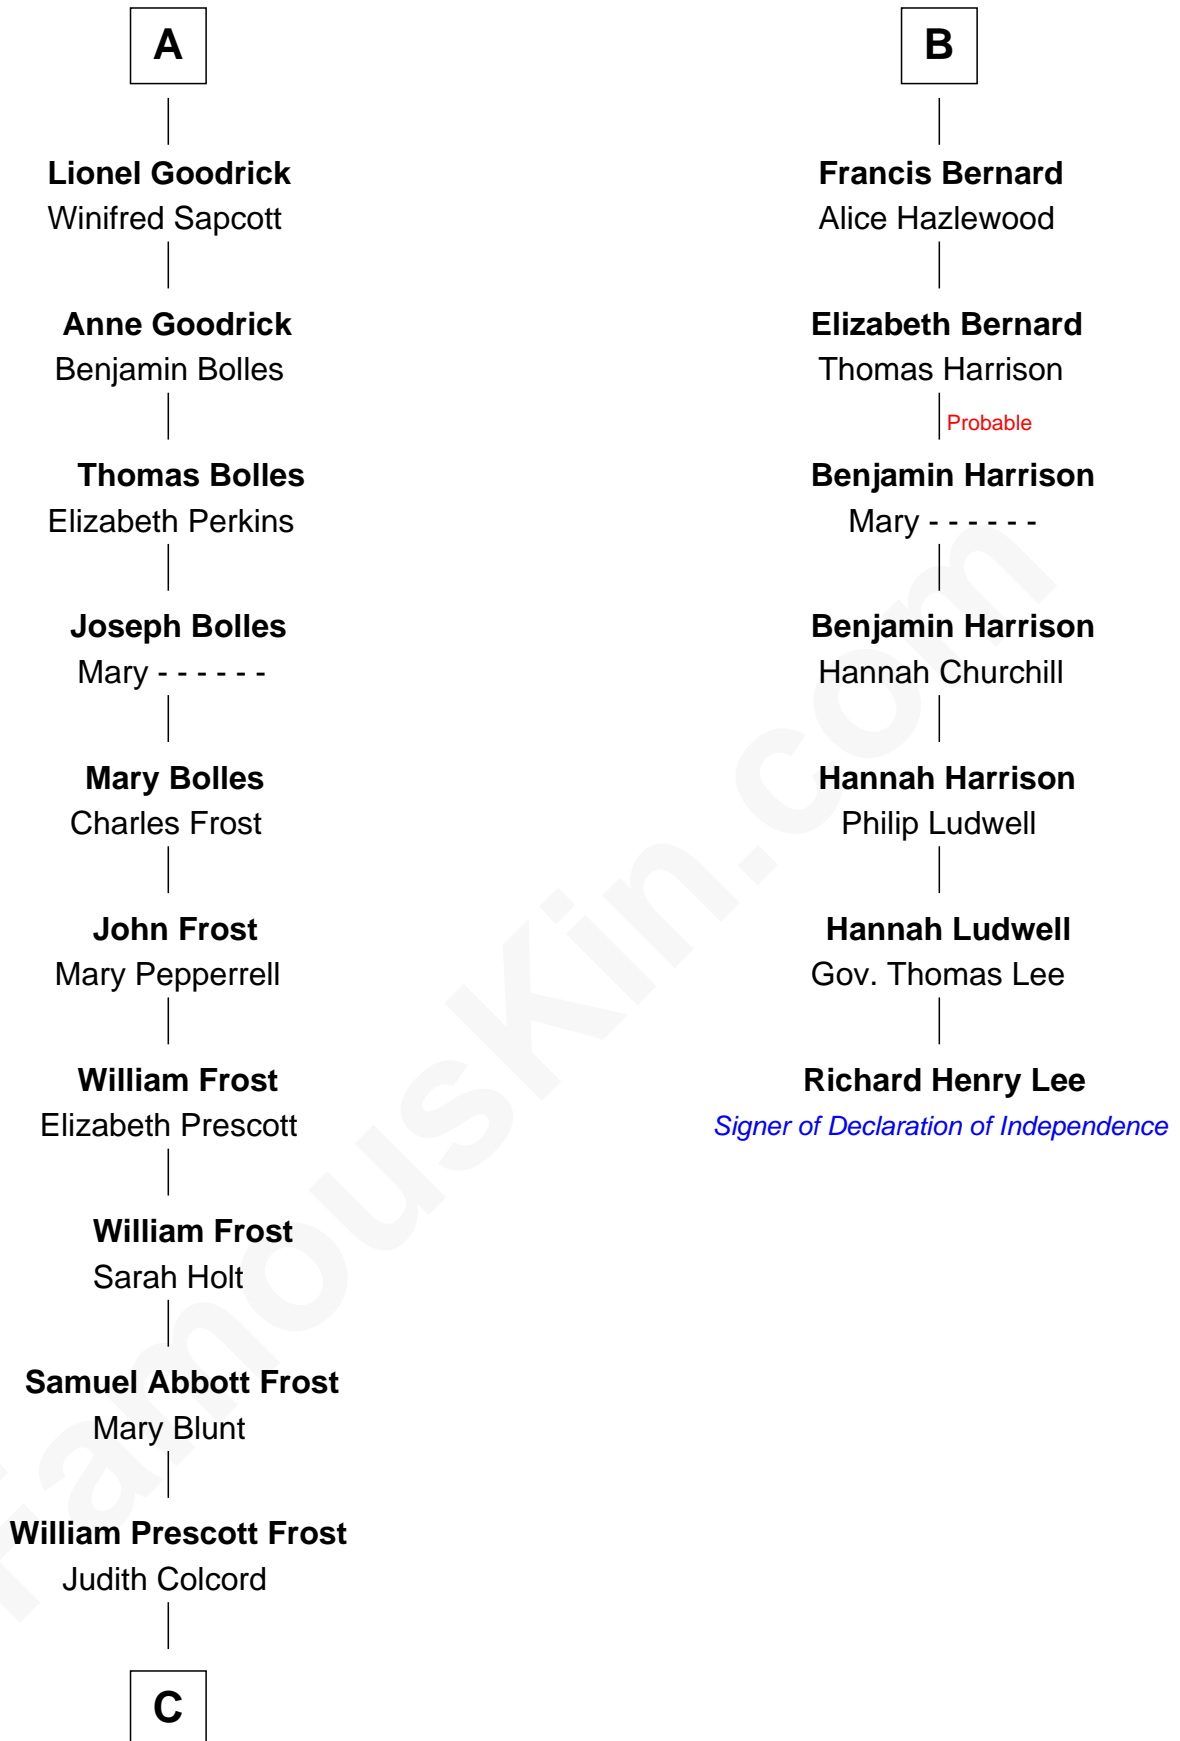 A
Lionel Goodrick
Winifred Sapcott
Anne Goodrick
Benjamin Bolles
Thomas Bolles
Elizabeth Perkins
Joseph Bolles
Mary - - - - - -
Mary Bolles
Charles Frost
John Frost
Mary Pepperrell
William Frost
Elizabeth Prescott
William Frost
Sarah Holt
Samuel Abbott Frost
Mary Blunt
William Prescott Frost
Judith Colcord
C
B
Francis Bernard
Alice Hazlewood
Elizabeth Bernard
Thomas Harrison
Probable
Benjamin Harrison
Mary - - - - - -
Benjamin Harrison
Hannah Churchill
Hannah Harrison
Philip Ludwell
Hannah Ludwell
Gov. Thomas Lee
Richard Henry Lee
Signer of Declaration of Independence
FamousKin.com